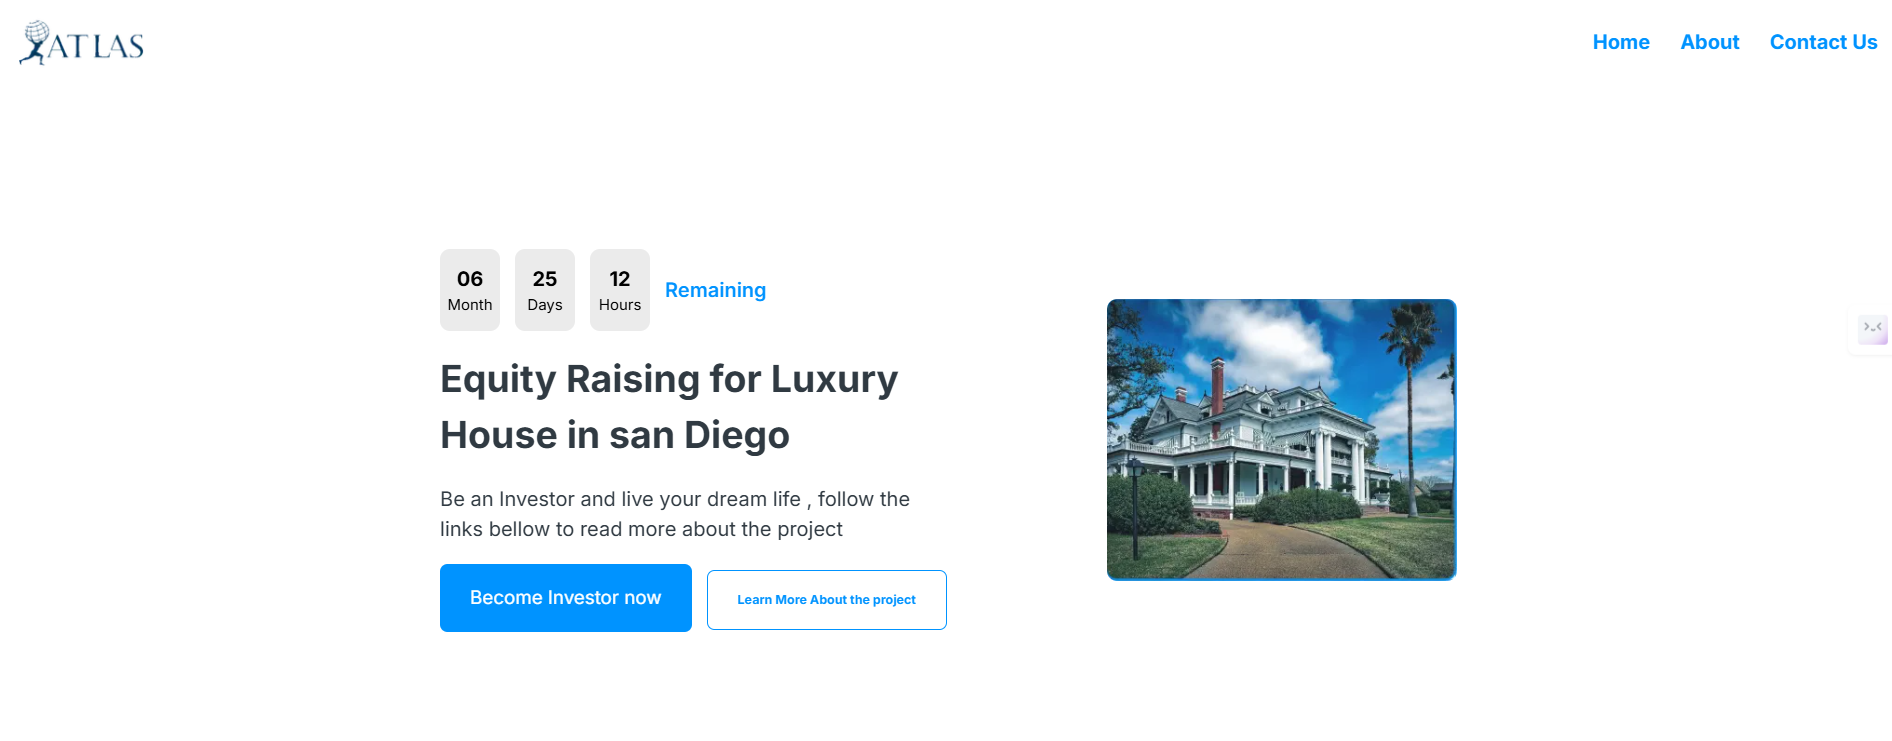 ATLAS
Home About Contact Us
06 25 12
Month Days Hours
Remaining
Equity Raising for Luxury
House in san Diego
Be an Investor and live your dream life , follow the
links bellow to read more about the project
Become Investor now
Learn More About the project